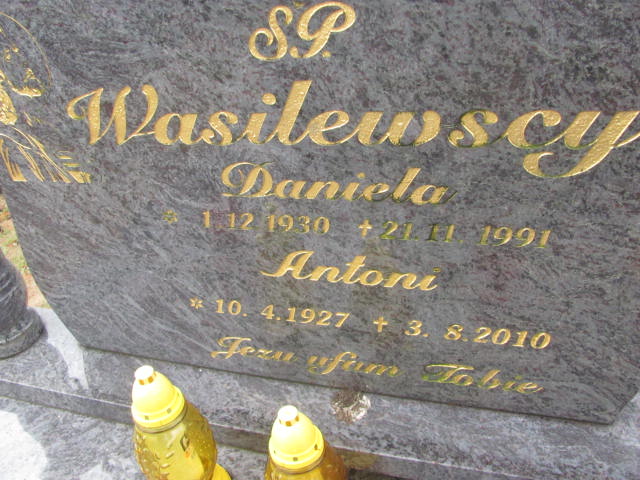 Ś.P.
Wasilewscy
Daniela
* 1.12.1930 ✝ 21.11.1991
Antoni
* 10.4.1927 ✝ 3.8.2010
Jezu ufam Tobie